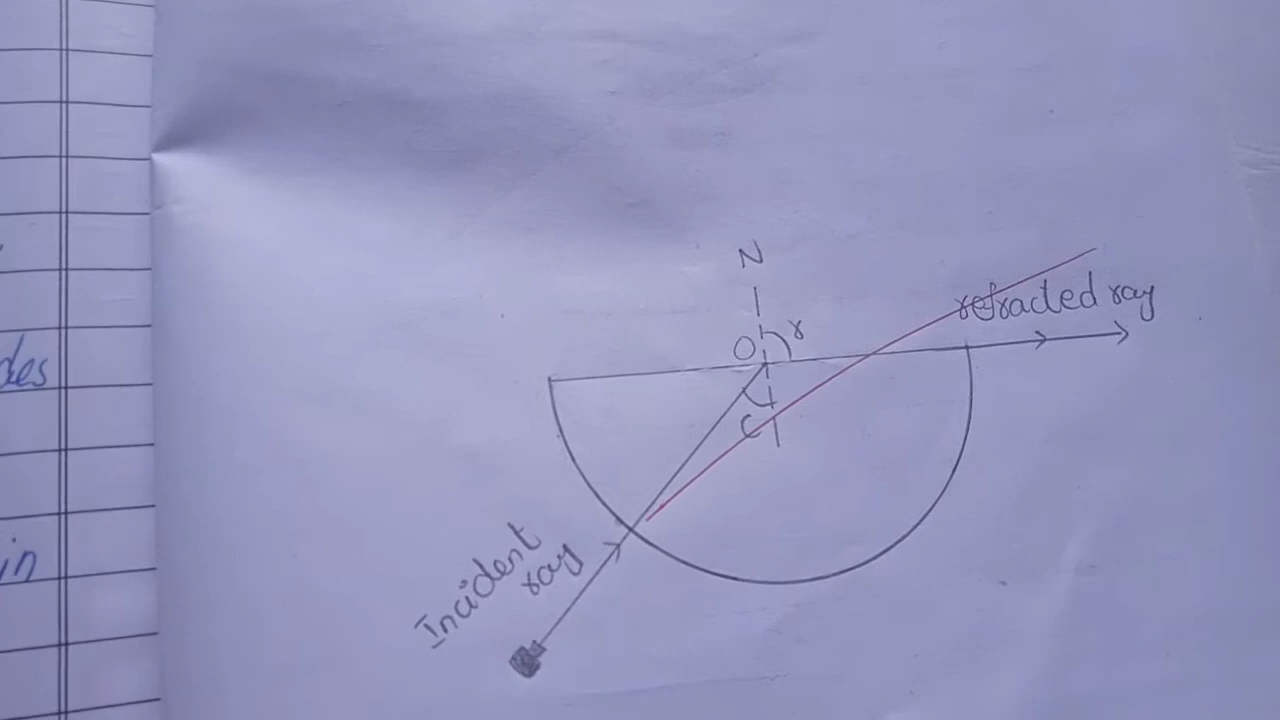 N
O r
refracted ray
C
Incident
ray
des
in